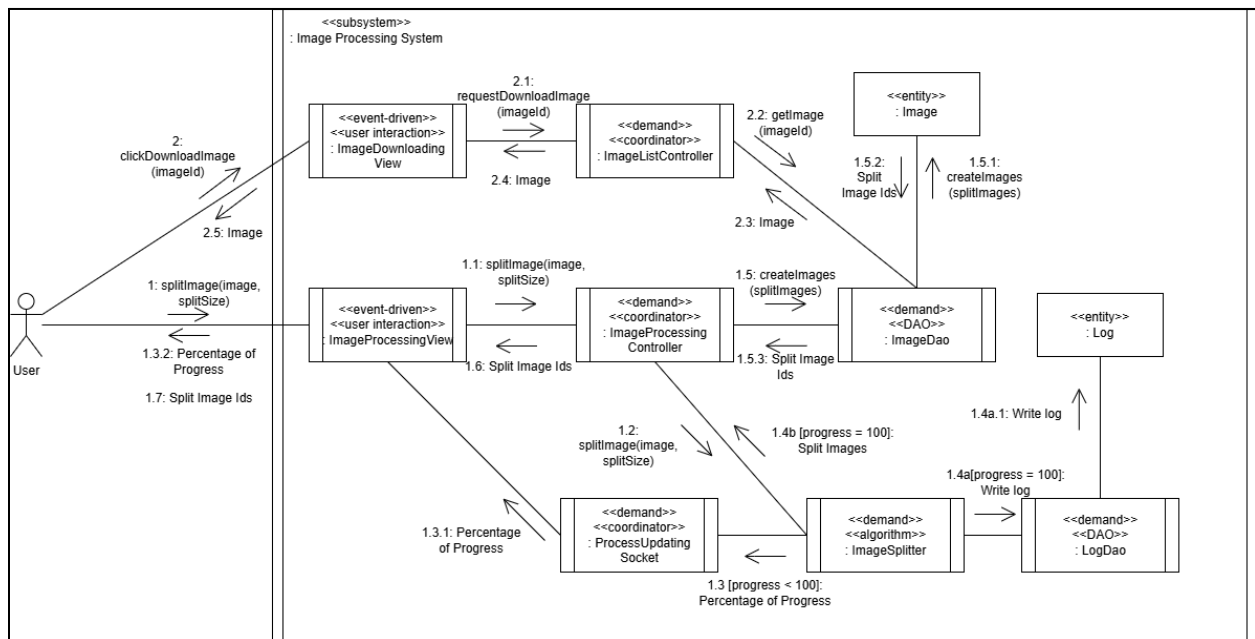 <<subsystem>>
: Image Processing System
2.1:
requestDownloadImage
(imageId)
<<entity>>
: Image
<<event-driven>>
<<user interaction>>
: ImageDownloading
View
<<demand>>
<<coordinator>>
: ImageListController
2.2: getImage
(imageId)
2:
clickDownloadImage
(imageId)
2.4: Image
1.5.2:
Split
Image Ids
1.5.1:
createImages
(splitImages)
2.5: Image
2.3: Image
1: splitImage(image,
splitSize)
1.1: splitImage(image,
splitSize)
1.5: createImages
(splitImages)
<<event-driven>>
<<user interaction>>
: ImageProcessingView
<<demand>>
<<coordinator>>
: ImageProcessing
Controller
<<demand>>
<<DAO>>
: ImageDao
<<entity>>
: Log
User
1.3.2: Percentage of
Progress
1.6: Split Image Ids
1.5.3: Split Image
Ids
1.7: Split Image Ids
1.4a.1: Write log
1.2:
splitImage(image,
splitSize)
1.4b [progress = 100]:
Split Images
1.4a[progress = 100]:
Write log
1.3.1: Percentage
of Progress
<<demand>>
<<coordinator>>
: ProcessUpdating
Socket
<<demand>>
<<algorithm>>
: ImageSplitter
<<demand>>
<<DAO>>
: LogDao
1.3 [progress < 100]:
Percentage of Progress